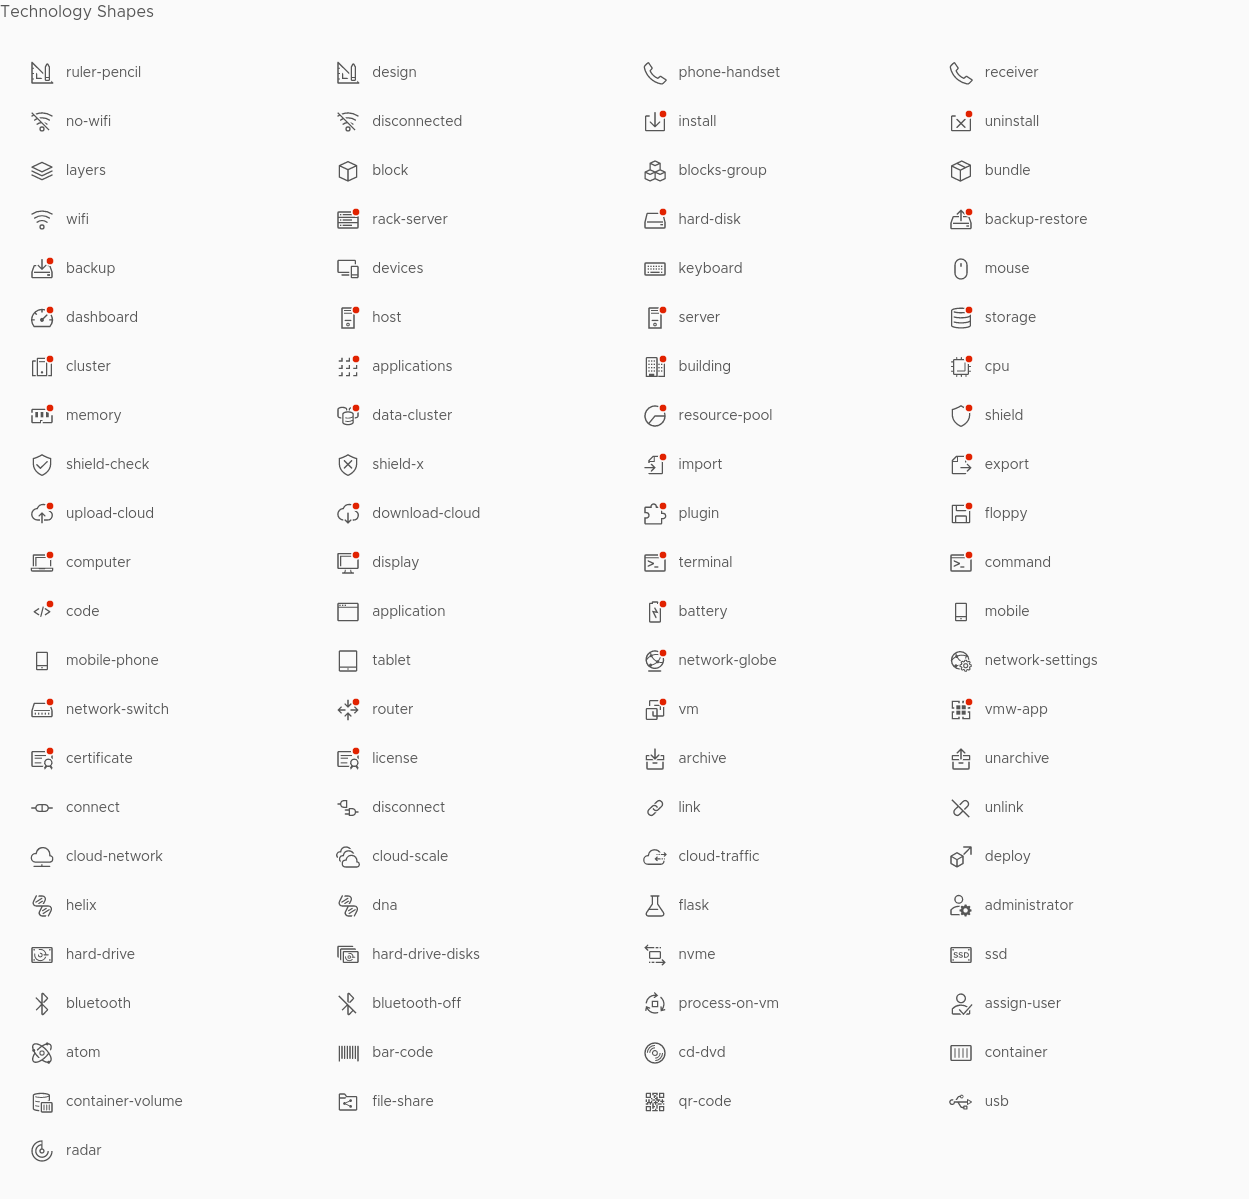 Technology Shapes
ruler-pencil design phone-handset receiver
no-wifi disconnected install uninstall
layers block blocks-group bundle
wifi rack-server hard-disk backup-restore
backup devices keyboard mouse
dashboard host server storage
cluster applications building cpu
memory data-cluster resource-pool shield
shield-check shield-x import export
upload-cloud download-cloud plugin floppy
computer display terminal command
code application battery mobile
mobile-phone tablet network-globe network-settings
network-switch router vm vmw-app
certificate license archive unarchive
connect disconnect link unlink
cloud-network cloud-scale cloud-traffic deploy
helix dna flask administrator
hard-drive hard-drive-disks nvme SSD ssd
bluetooth bluetooth-off process-on-vm assign-user
atom bar-code cd-dvd container
container-volume file-share qr-code usb
radar